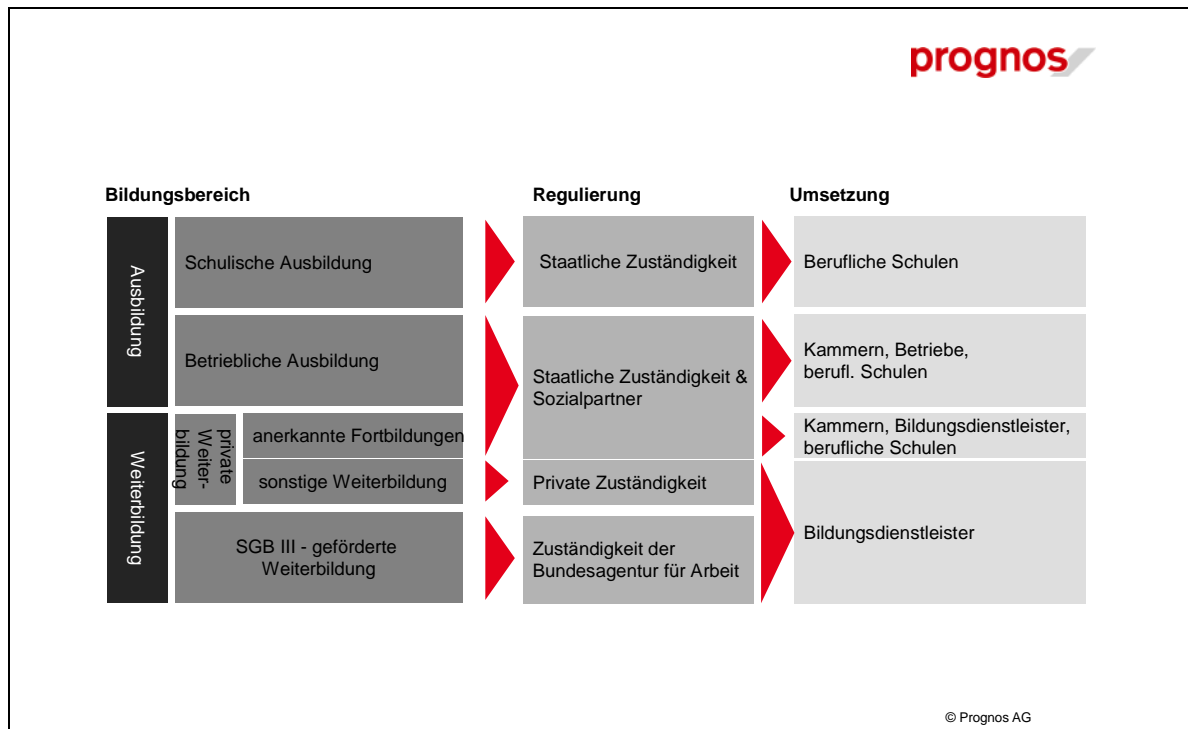 prognos
Bildungsbereich
Regulierung
Umsetzung
Ausbildung
Schulische Ausbildung
Staatliche Zuständigkeit
Berufliche Schulen
Betriebliche Ausbildung
Staatliche Zuständigkeit &
Sozialpartner
Kammern, Betriebe,
berufl. Schulen
Weiterbildung
private
Weiter-
bildung
anerkannte Fortbildungen
Kammern, Bildungsdienstleister,
berufliche Schulen
sonstige Weiterbildung
Private Zuständigkeit
Bildungsdienstleister
SGB III - geförderte
Weiterbildung
Zuständigkeit der
Bundesagentur für Arbeit
© Prognos AG